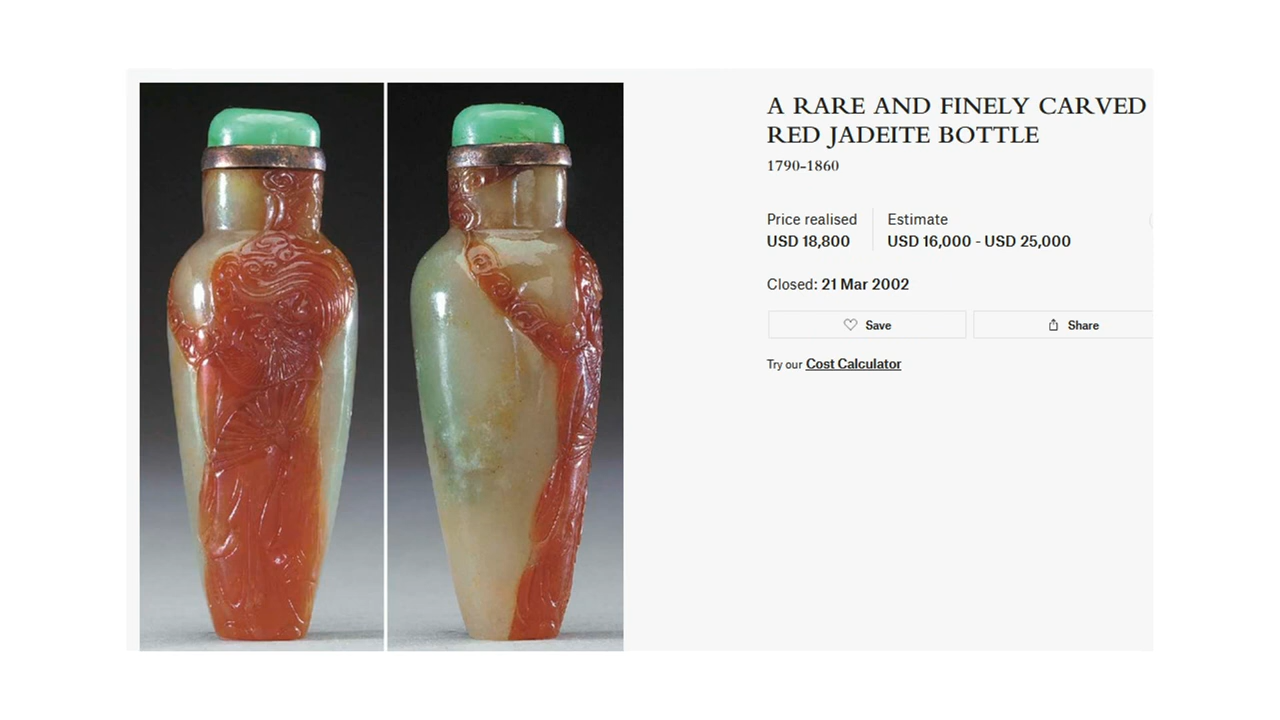 A RARE AND FINELY CARVED
RED JADEITE BOTTLE
1790-1860
Price realised
USD 18,800
Estimate
USD 16,000 - USD 25,000
Closed: 21 Mar 2002
Save
Share
Try our Cost Calculator